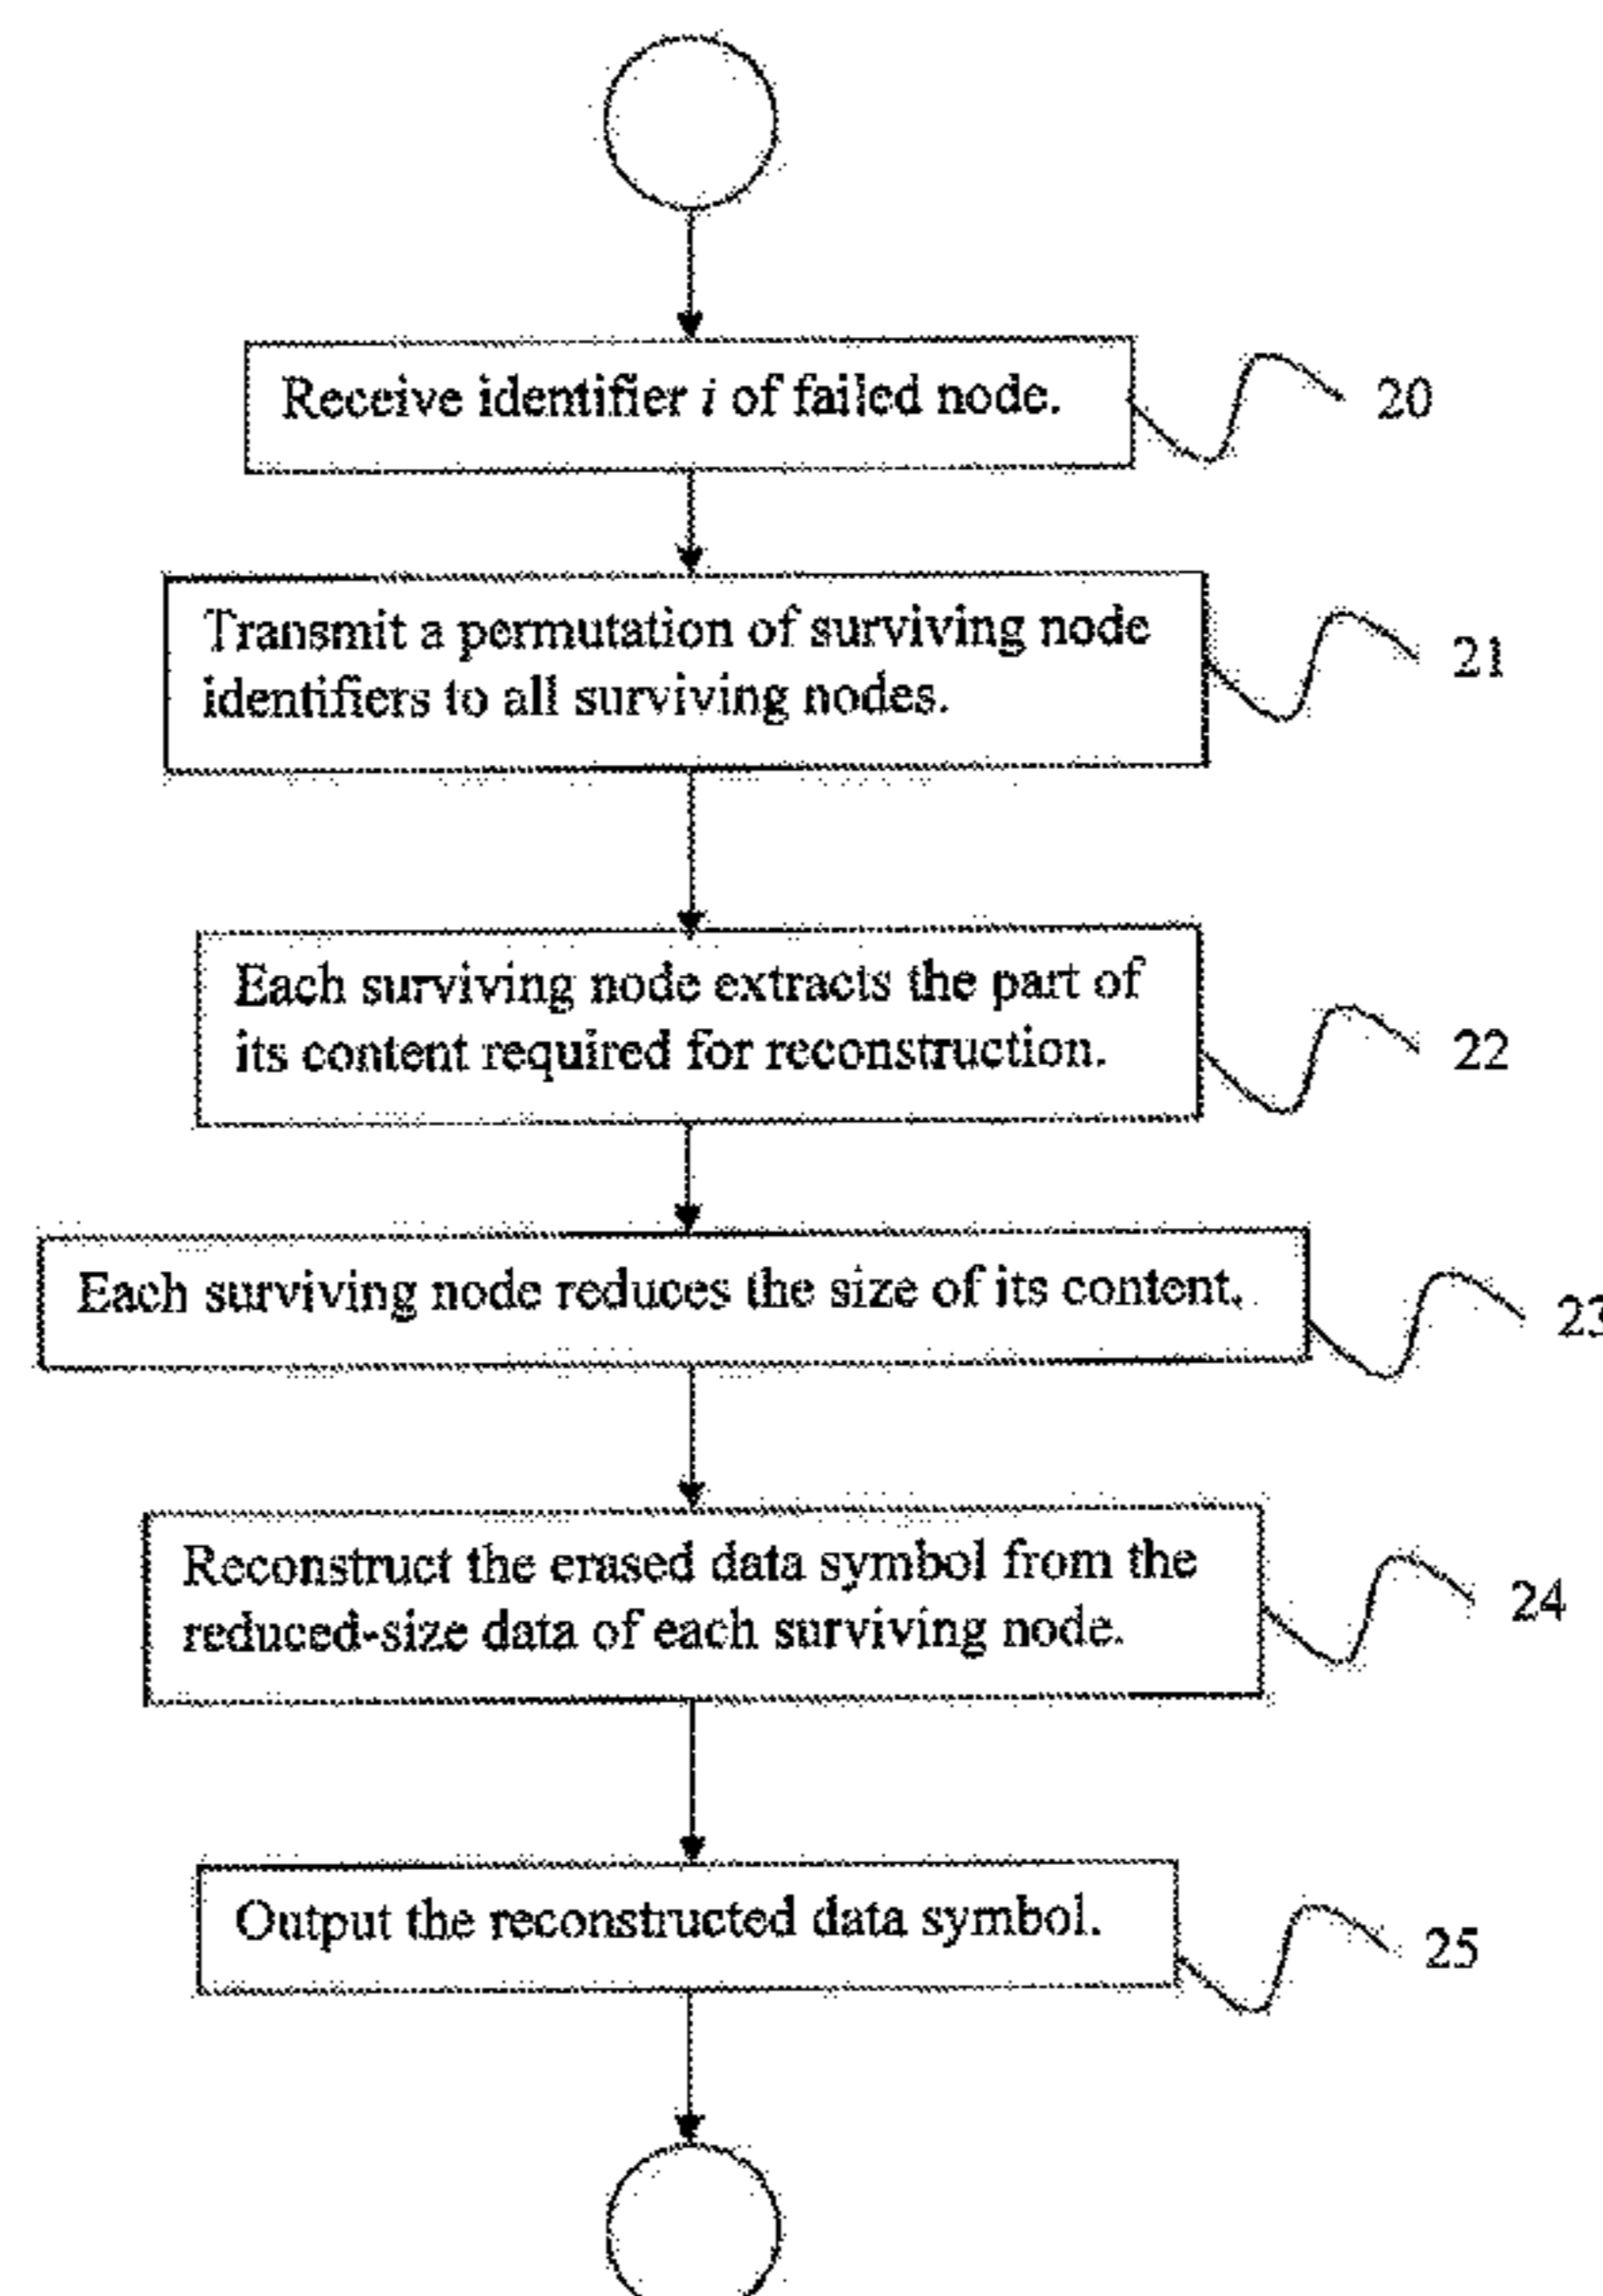 Receive identifier i of failed node.
20
Transmit a permutation of surviving node
identifiers to all surviving nodes.
21
Each surviving node extracts the part of
its content required for reconstruction.
22
Each surviving node reduces the size of its content.
23
Reconstruct the erased data symbol from the
reduced-size data of each surviving node.
24
Output the reconstructed data symbol.
25